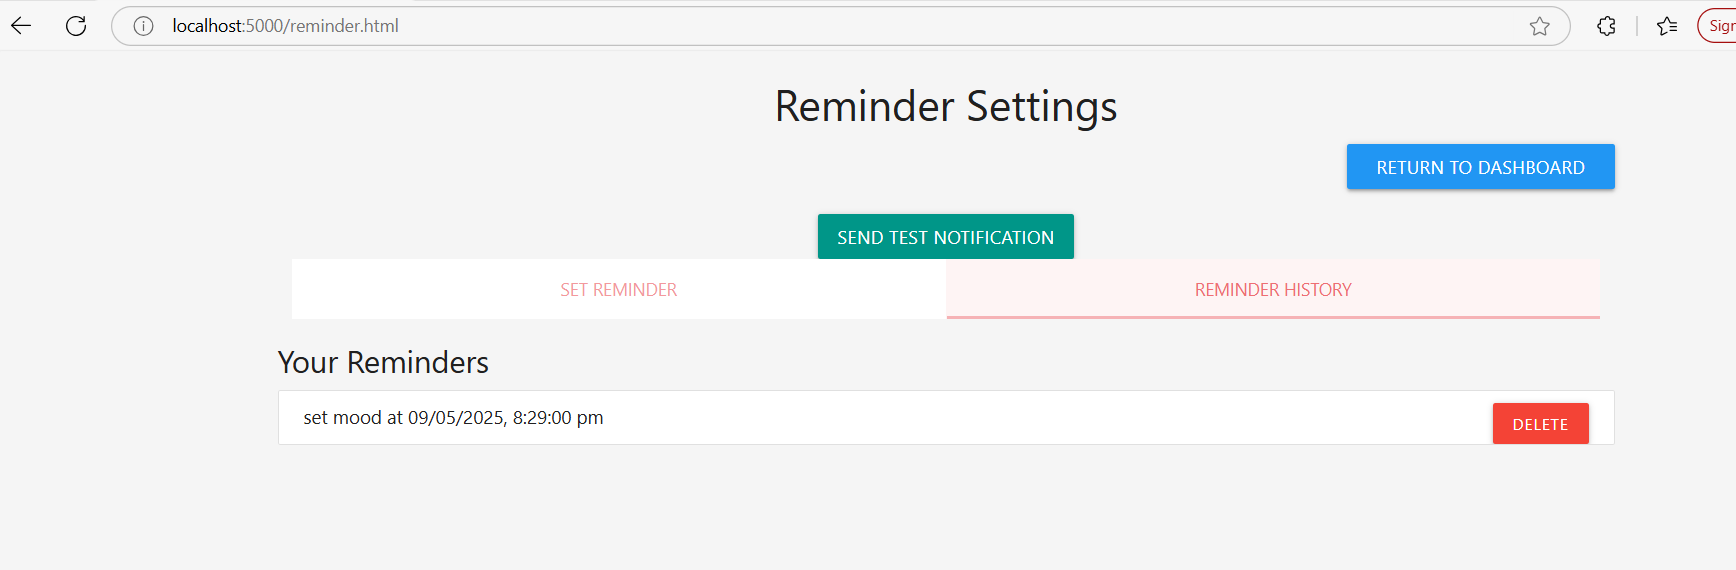 localhost:5000/reminder.html
Sign
Reminder Settings
RETURN TO DASHBOARD
SEND TEST NOTIFICATION
SET REMINDER
REMINDER HISTORY
Your Reminders
set mood at 09/05/2025, 8:29:00 pm
DELETE